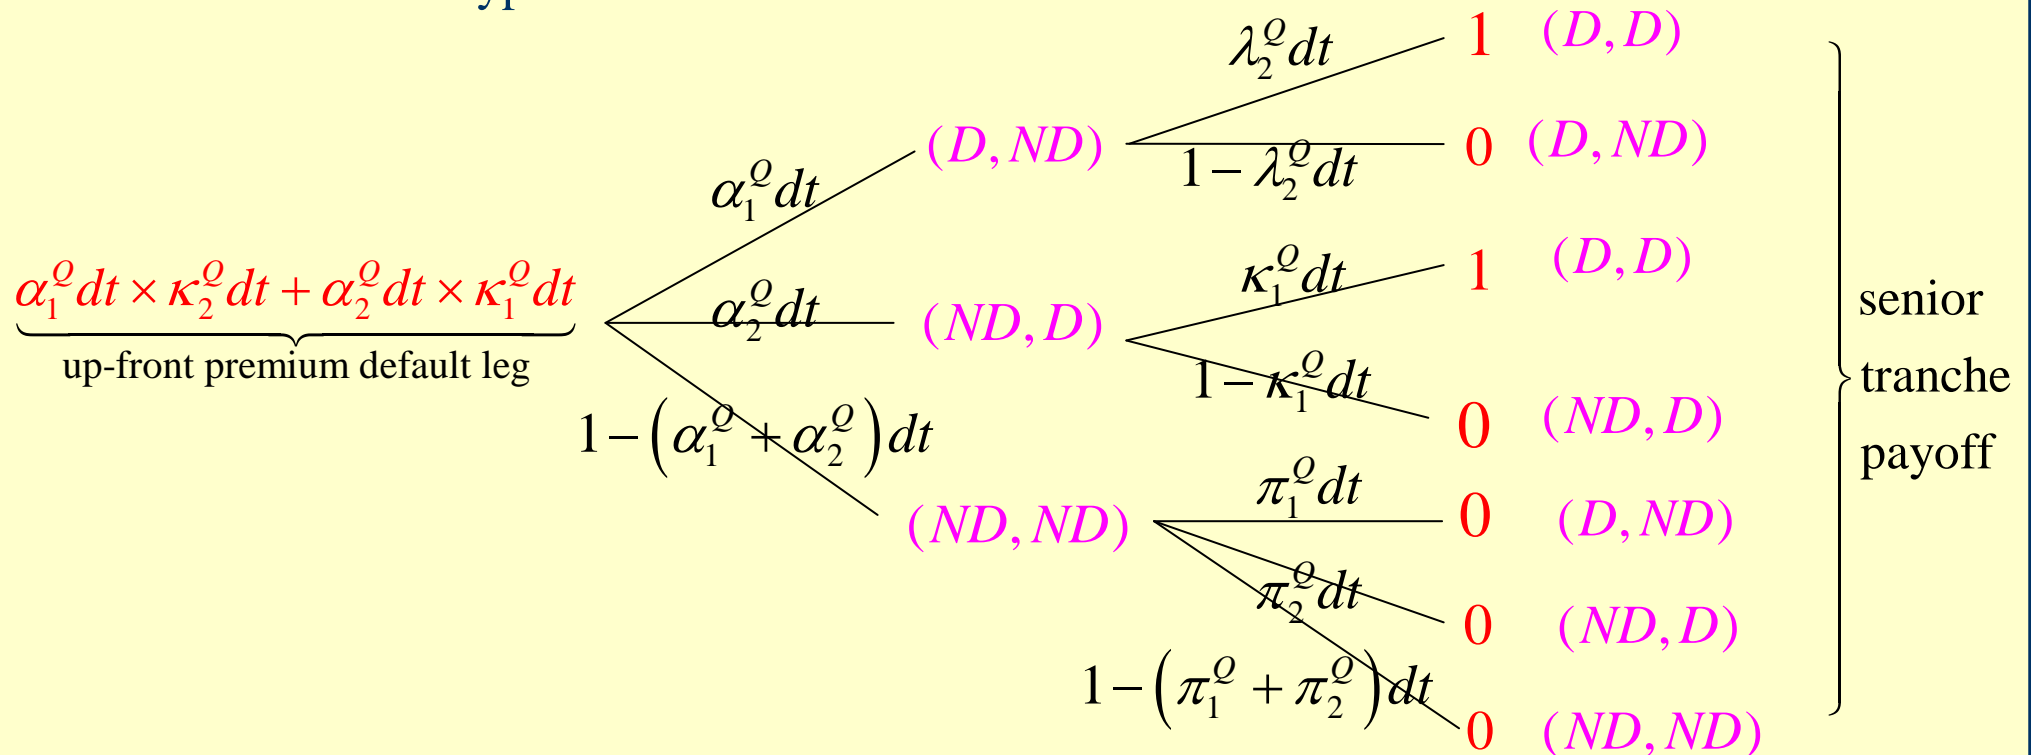 λ₂^Q dt
1 (D, D)
(D, ND)
1 − λ₂^Q dt
0 (D, ND)
α₁^Q dt
κ₁^Q dt
1 (D, D)
α₁^Q dt × κ₂^Q dt + α₂^Q dt × κ₁^Q dt
up-front premium default leg
α₂^Q dt
(ND, D)
1 − κ₁^Q dt
0 (ND, D)
senior
tranche
payoff
1 − (α₁^Q + α₂^Q) dt
π₁^Q dt
0 (D, ND)
(ND, ND)
π₂^Q dt
0 (ND, D)
1 − (π₁^Q + π₂^Q) dt
0 (ND, ND)